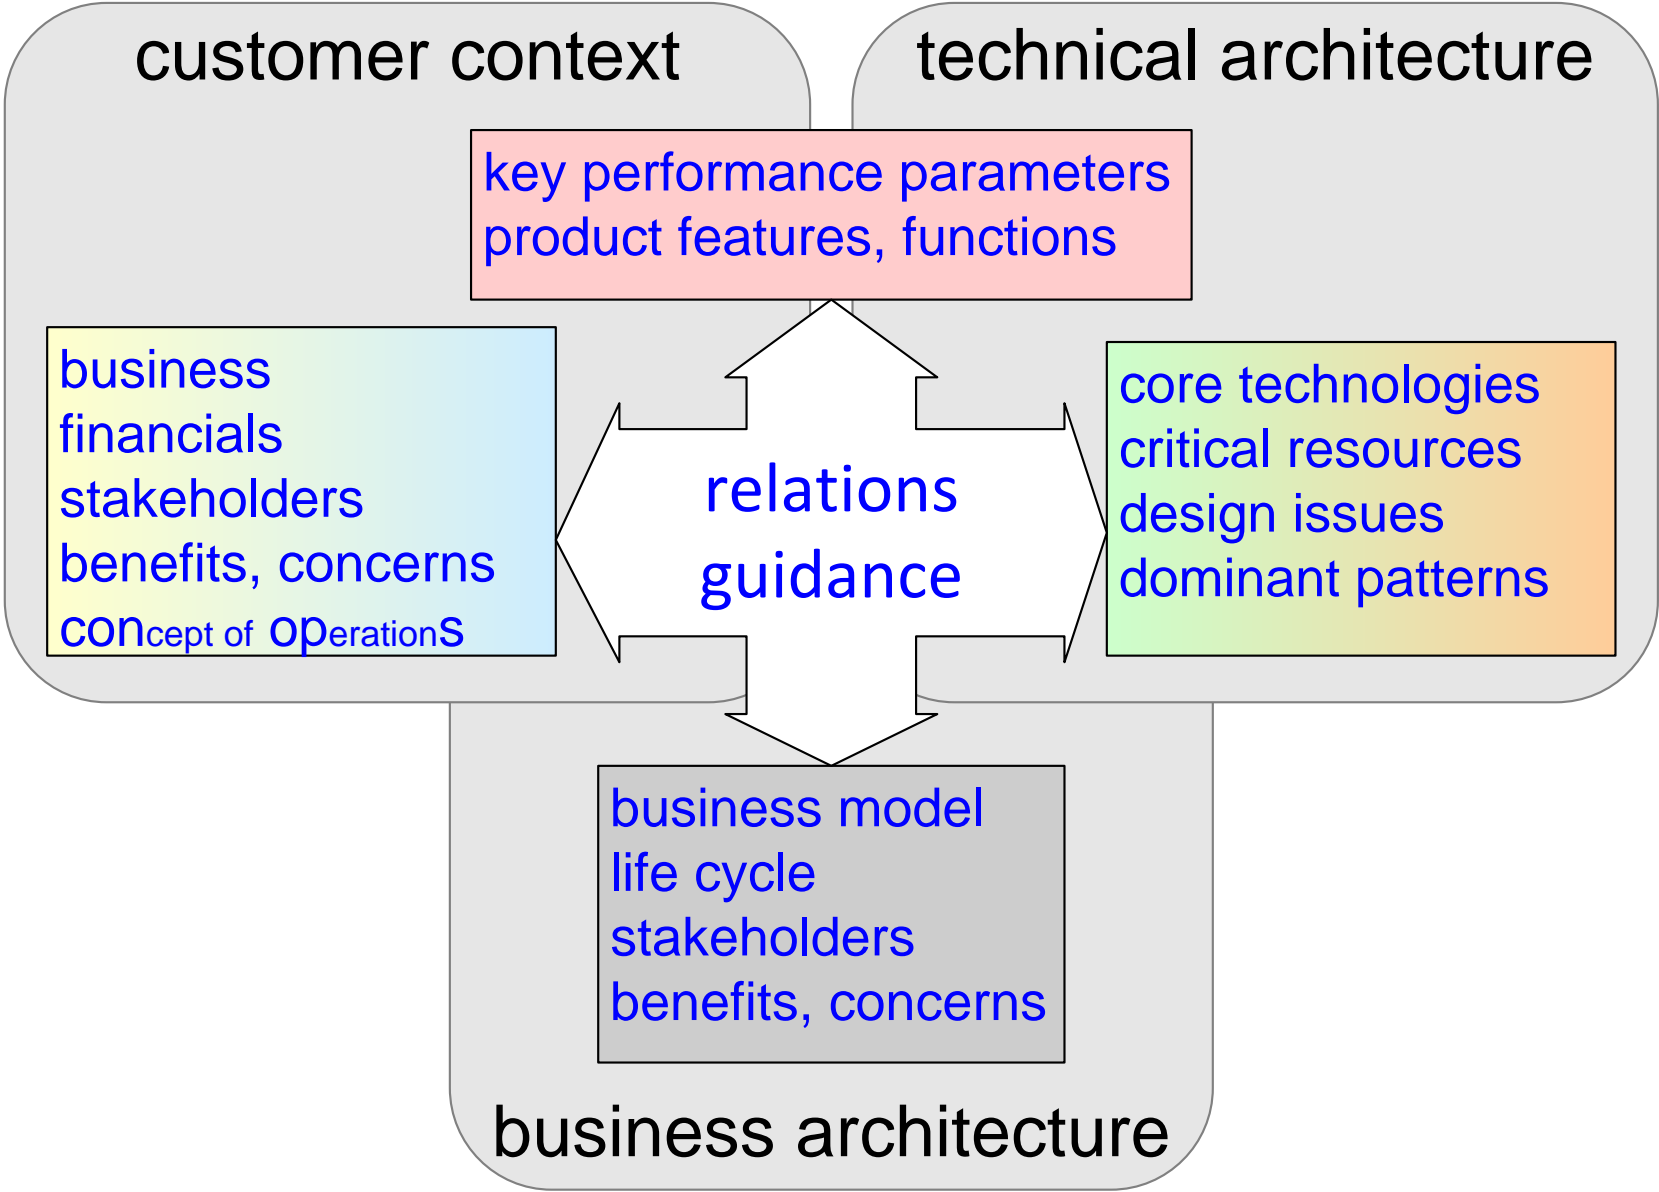 customer context
technical architecture
key performance parameters
product features, functions
business
financials
stakeholders
benefits, concerns
concept of operations
relations
guidance
core technologies
critical resources
design issues
dominant patterns
business model
life cycle
stakeholders
benefits, concerns
business architecture